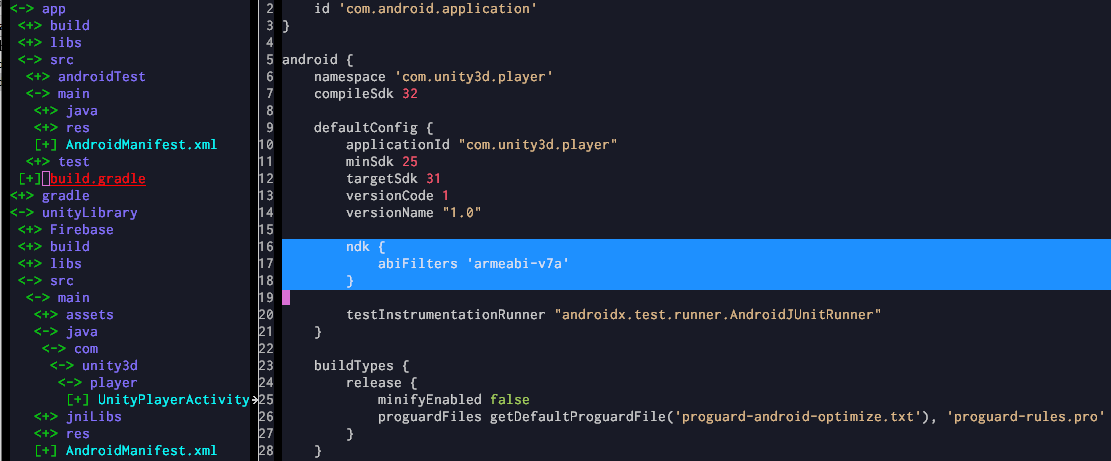 <-> app
<+> build
<+> libs
<-> src
<+> androidTest
<-> main
<+> java
<+> res
[+] AndroidManifest.xml
<+> test
[+] build.gradle
<+> gradle
<-> unityLibrary
<+> Firebase
<+> build
<+> libs
<-> src
<-> main
<+> assets
<-> java
<-> com
<-> unity3d
<-> player
[+] UnityPlayerActivity
<+> jniLibs
<+> res
[+] AndroidManifest.xml
2 id 'com.android.application'
3 }
4
5 android {
6 namespace 'com.unity3d.player'
7 compileSdk 32
8
9 defaultConfig {
10 applicationId "com.unity3d.player"
11 minSdk 25
12 targetSdk 31
13 versionCode 1
14 versionName "1.0"
15
16 ndk {
17 abiFilters 'armeabi-v7a'
18 }
19
20 testInstrumentationRunner "androidx.test.runner.AndroidJUnitRunner"
21 }
22
23 buildTypes {
24 release {
25 minifyEnabled false
26 proguardFiles getDefaultProguardFile('proguard-android-optimize.txt'), 'proguard-rules.pro'
27 }
28 }